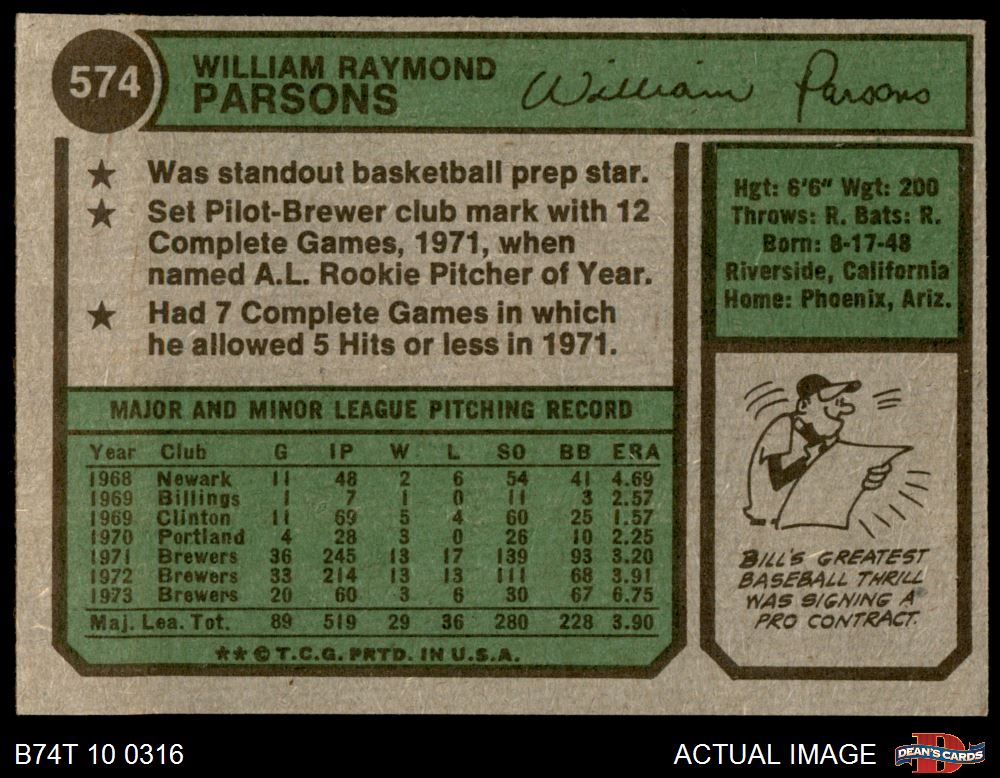 574
WILLIAM RAYMOND
PARSONS
William Parsons
★ Was standout basketball prep star.
★ Set Pilot-Brewer club mark with 12
Complete Games, 1971, when
named A.L. Rookie Pitcher of Year.
★ Had 7 Complete Games in which
he allowed 5 Hits or less in 1971.
Hgt: 6'6" Wgt: 200
Throws: R. Bats: R.
Born: 8-17-48
Riverside, California
Home: Phoenix, Ariz.
MAJOR AND MINOR LEAGUE PITCHING RECORD
Year Club G IP W L SO BB ERA
1968 Newark 11 48 2 6 54 41 4.69
1969 Billings 1 7 1 0 11 3 2.57
1969 Clinton 11 69 5 4 60 25 1.57
1970 Portland 4 28 3 0 26 10 2.25
1971 Brewers 36 245 13 17 139 93 3.20
1972 Brewers 33 214 13 13 111 68 3.91
1973 Brewers 20 60 3 6 30 67 6.75
Maj. Lea. Tot. 89 519 29 36 280 228 3.90
★★ © T.C.G. PRTD. IN U.S.A.
BILL'S GREATEST
BASEBALL THRILL
WAS SIGNING A
PRO CONTRACT.
B74T 10 0316
ACTUAL IMAGE
DEAN'S CARDS